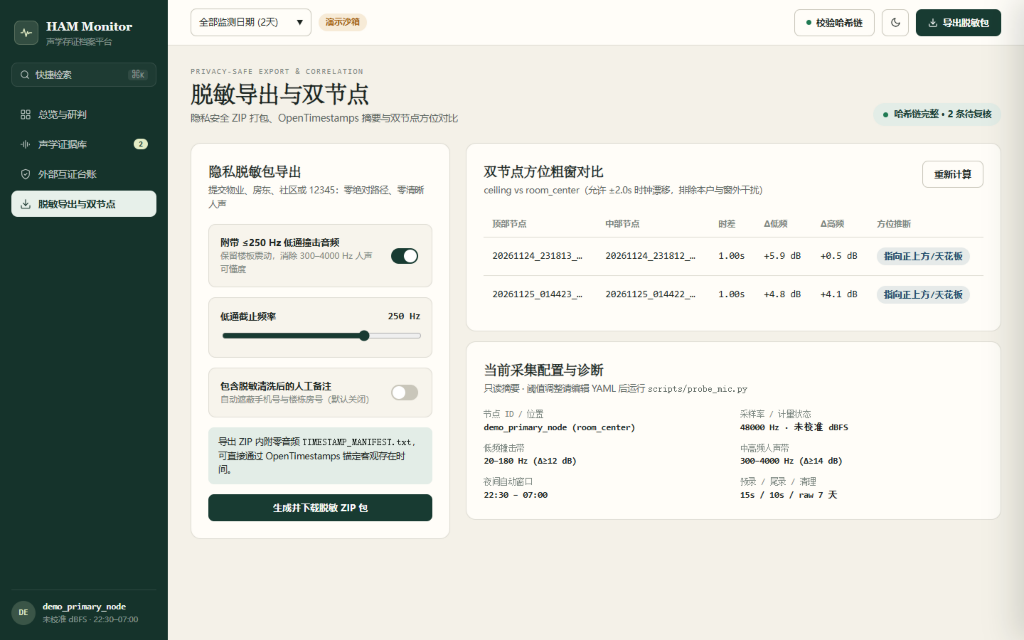 HAM Monitor
声学存证档案平台
快捷检索 ⌘K
总览与研判
声学证据库 2
外部互证台账
脱敏导出与双节点
DE
demo_primary_node
未校准 dBFS · 22:30–07:00
全部监测日期 (2天) ▼
演示沙箱
校验哈希链
导出脱敏包
PRIVACY-SAFE EXPORT & CORRELATION
脱敏导出与双节点
隐私安全 ZIP 打包、OpenTimestamps 摘要与双节点方位对比
哈希链完整 • 2 条待复核
隐私脱敏包导出
提交物业、房东、社区或 12345：零绝对路径、零清晰
人声
附带 ≤250 Hz 低通撞击音频
保留楼板震动，消除 300–4000 Hz 人声
可懂度
低通截止频率 250 Hz
包含脱敏清洗后的人工备注
自动遮蔽手机号与楼栋房号（默认关闭）
导出 ZIP 内附零音频 TIMESTAMP_MANIFEST.txt，
可直接通过 OpenTimestamps 锚定客观存在时
间。
生成并下载脱敏 ZIP 包
双节点方位粗窗对比
ceiling vs room_center（允许 ±2.0s 时钟漂移，排除本户与窗外干扰）
重新计算
顶部节点 中部节点 时差 Δ低频 Δ高频 方位推断
20261124_231813_… 20261124_231812_… 1.00s +5.9 dB +0.5 dB 指向正上方/天花板
20261125_014423_… 20261125_014422_… 1.00s +4.8 dB +4.1 dB 指向正上方/天花板
当前采集配置与诊断
只读摘要 · 阈值调整请编辑 YAML 后运行 scripts/probe_mic.py
节点 ID / 位置
demo_primary_node (room_center)
采样率 / 计量状态
48000 Hz · 未校准 dBFS
低频撞击带
20–180 Hz (Δ≥12 dB)
中高频人声带
300–4000 Hz (Δ≥14 dB)
夜间自动窗口
22:30 – 07:00
预录 / 尾录 / 清理
15s / 10s / raw 7 天